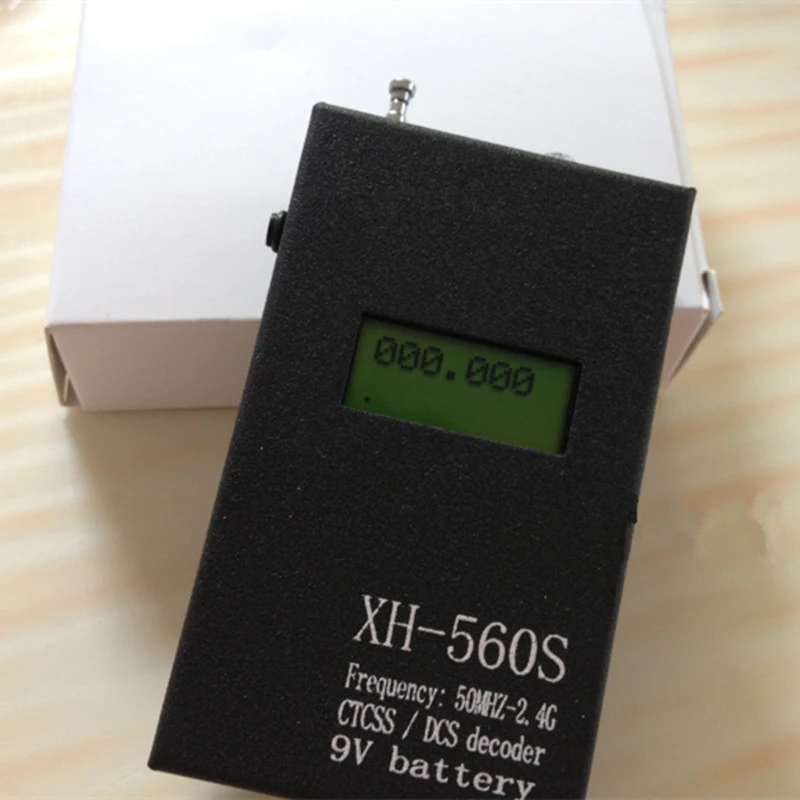 000.000
XH-560S
Frequency: 50MHZ-2.4G
CTCSS / DCS decoder
9V battery